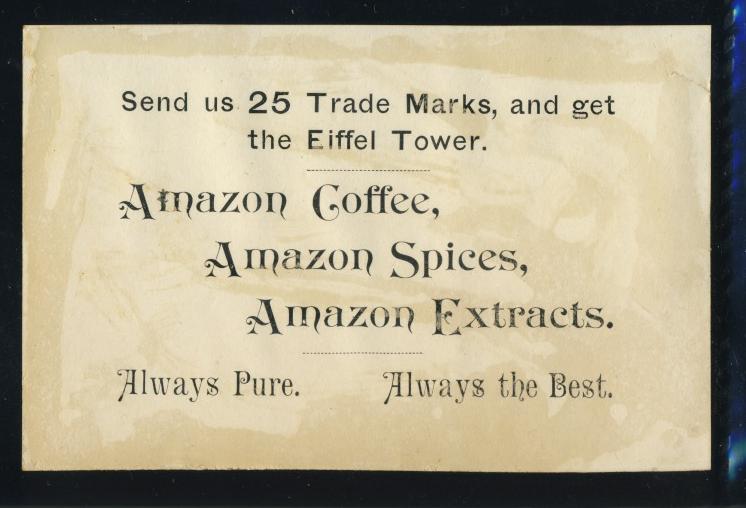 Send us 25 Trade Marks, and get
the Eiffel Tower.
Amazon Coffee,
Amazon Spices,
Amazon Extracts.
Always Pure. Always the Best.